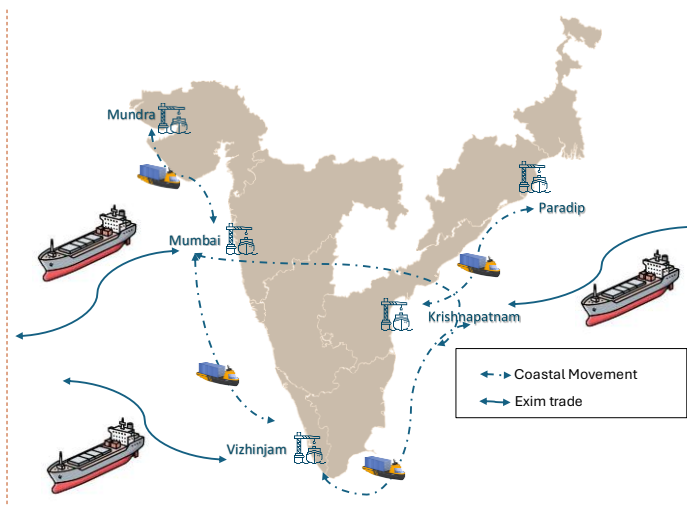 Mundra
Paradip
Mumbai
Krishnapatnam
Coastal Movement
Exim trade
Vizhinjam